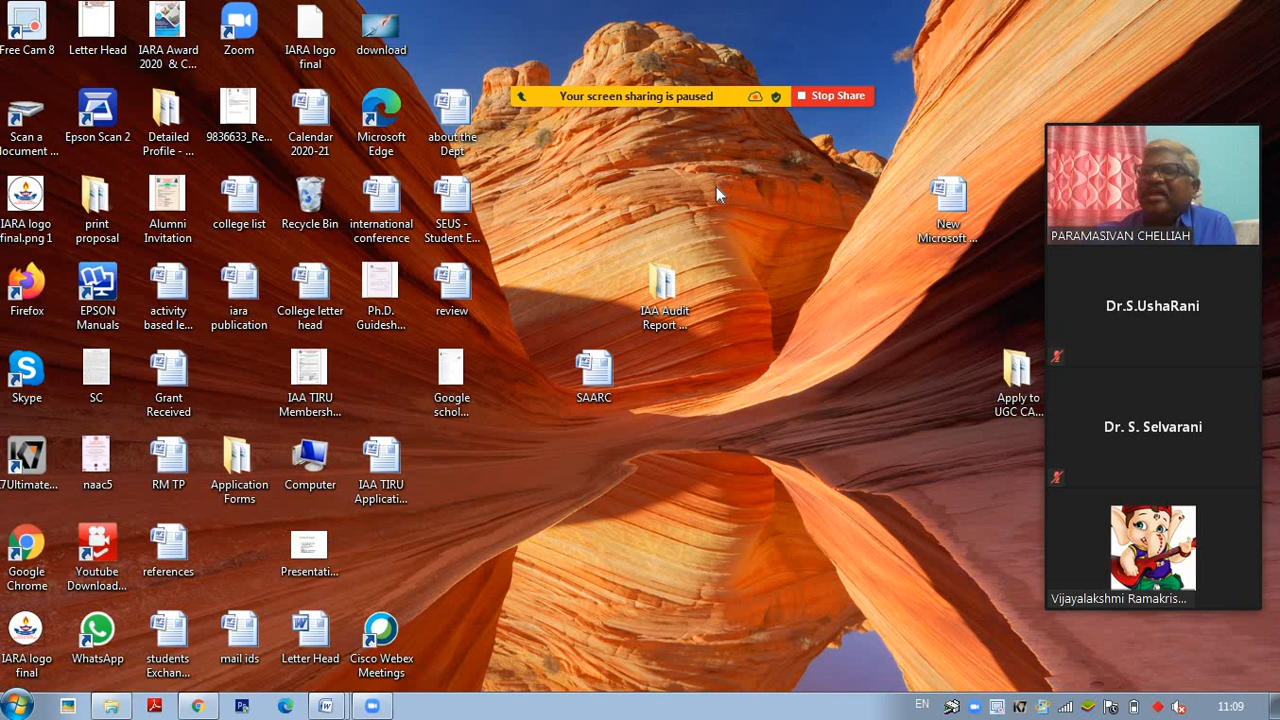 Free Cam 8
Letter Head
IARA Award
2020 & C...
Zoom
IARA logo
final
download
Your screen sharing is paused
Stop Share
Scan a
document ...
Epson Scan 2
Detailed
Profile - ...
9836633_Re...
Calendar
2020-21
Microsoft
Edge
about the
Dept
IARA logo
final.png 1
print
proposal
Alumni
Invitation
college list
Recycle Bin
international
conference
SEUS -
Student E...
New
Microsoft ...
PARAMASIVAN CHELLIAH
Firefox
EPSON
Manuals
activity
based le...
iara
publication
College letter
head
Ph.D.
Guidesh...
review
IAA Audit
Report ...
Dr.S.UshaRani
Skype
SC
Grant
Received
IAA TIRU
Membersh...
Google
schol...
SAARC
Apply to
UGC CA...
Dr. S. Selvarani
K7Ultimate...
naac5
RM TP
Application
Forms
Computer
IAA TIRU
Applicati...
Google
Chrome
Youtube
Download...
references
Presentati...
Vijayalakshmi Ramakris...
IARA logo
final
WhatsApp
students
Exchan...
mail ids
Letter Head
Cisco Webex
Meetings
EN
K7
11:09